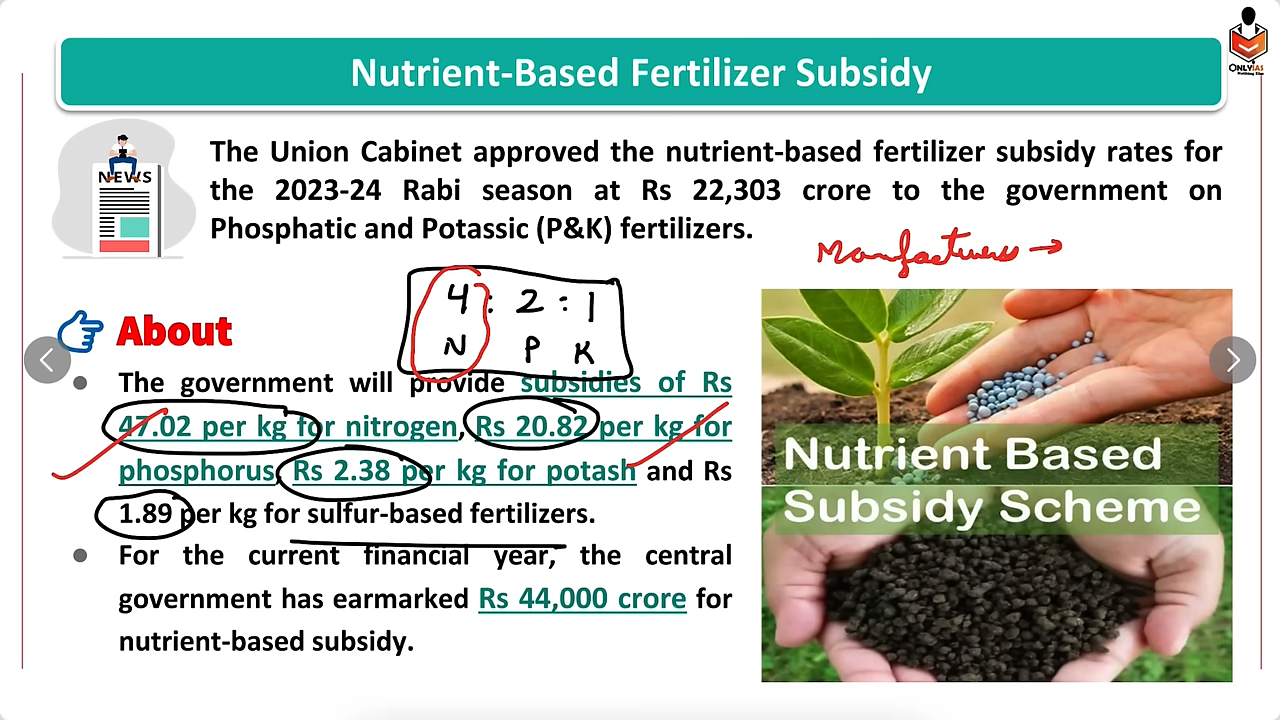 Nutrient-Based Fertilizer Subsidy
ONLYIAS
Nothing Else
NEWS
The Union Cabinet approved the nutrient-based fertilizer subsidy rates for
the 2023-24 Rabi season at Rs 22,303 crore to the government on
Phosphatic and Potassic (P&K) fertilizers.
Manufacturers →
4 : 2 : 1
N P K
About
• The government will provide subsidies of Rs
47.02 per kg for nitrogen, Rs 20.82 per kg for
phosphorus, Rs 2.38 per kg for potash and Rs
1.89 per kg for sulfur-based fertilizers.
• For the current financial year, the central
government has earmarked Rs 44,000 crore for
nutrient-based subsidy.
Nutrient Based
Subsidy Scheme